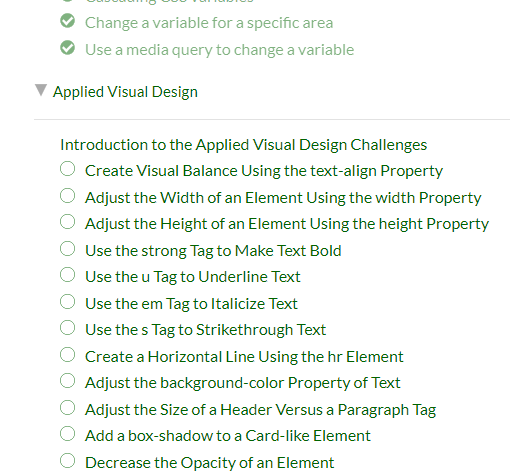 Cascading CSS variables
Change a variable for a specific area
Use a media query to change a variable
Applied Visual Design
Introduction to the Applied Visual Design Challenges
Create Visual Balance Using the text-align Property
Adjust the Width of an Element Using the width Property
Adjust the Height of an Element Using the height Property
Use the strong Tag to Make Text Bold
Use the u Tag to Underline Text
Use the em Tag to Italicize Text
Use the s Tag to Strikethrough Text
Create a Horizontal Line Using the hr Element
Adjust the background-color Property of Text
Adjust the Size of a Header Versus a Paragraph Tag
Add a box-shadow to a Card-like Element
Decrease the Opacity of an Element